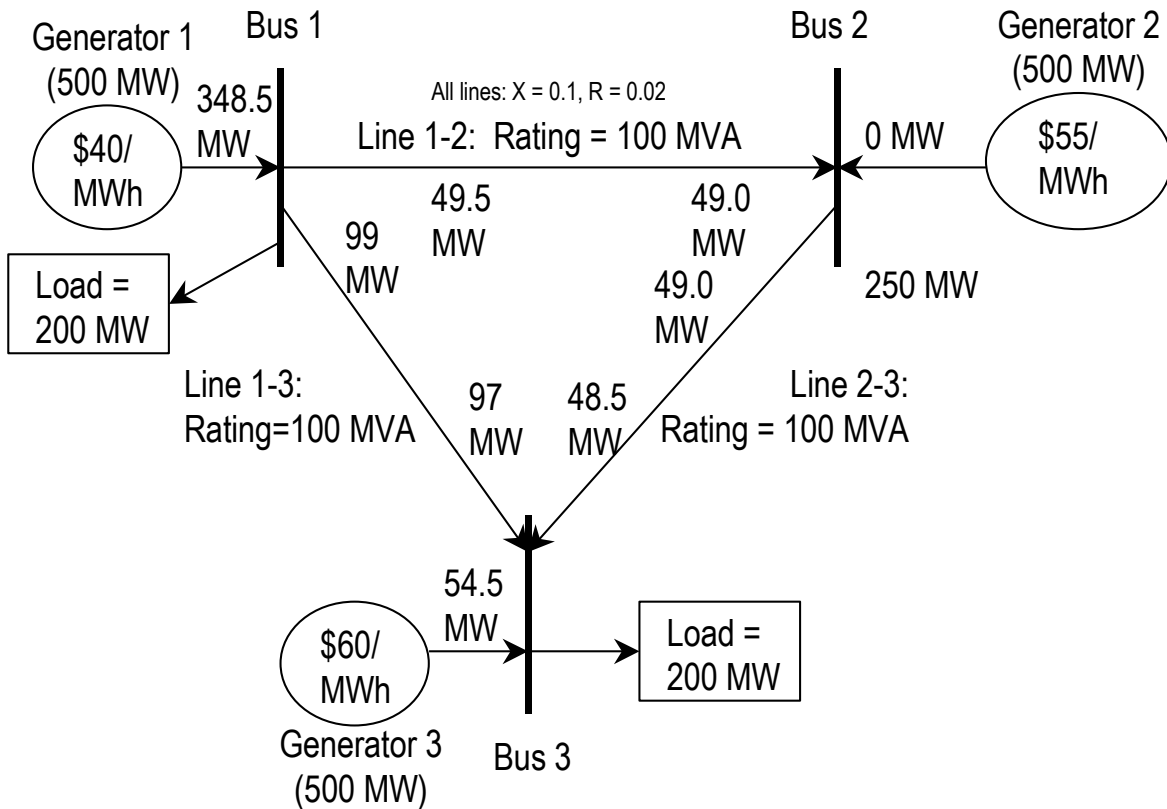 Bus 1
Bus 2
Generator 1
(500 MW)
Generator 2
(500 MW)
348.5
MW
All lines: X = 0.1, R = 0.02
Line 1-2:  Rating = 100 MVA
0 MW
$40/
MWh
$55/
MWh
49.5
MW
49.0
MW
99
MW
49.0
MW
250 MW
Load =
200 MW
Line 1-3:
Rating=100 MVA
97
MW
48.5
MW
Line 2-3:
Rating = 100 MVA
54.5
MW
$60/
MWh
Load =
200 MW
Generator 3
(500 MW)
Bus 3